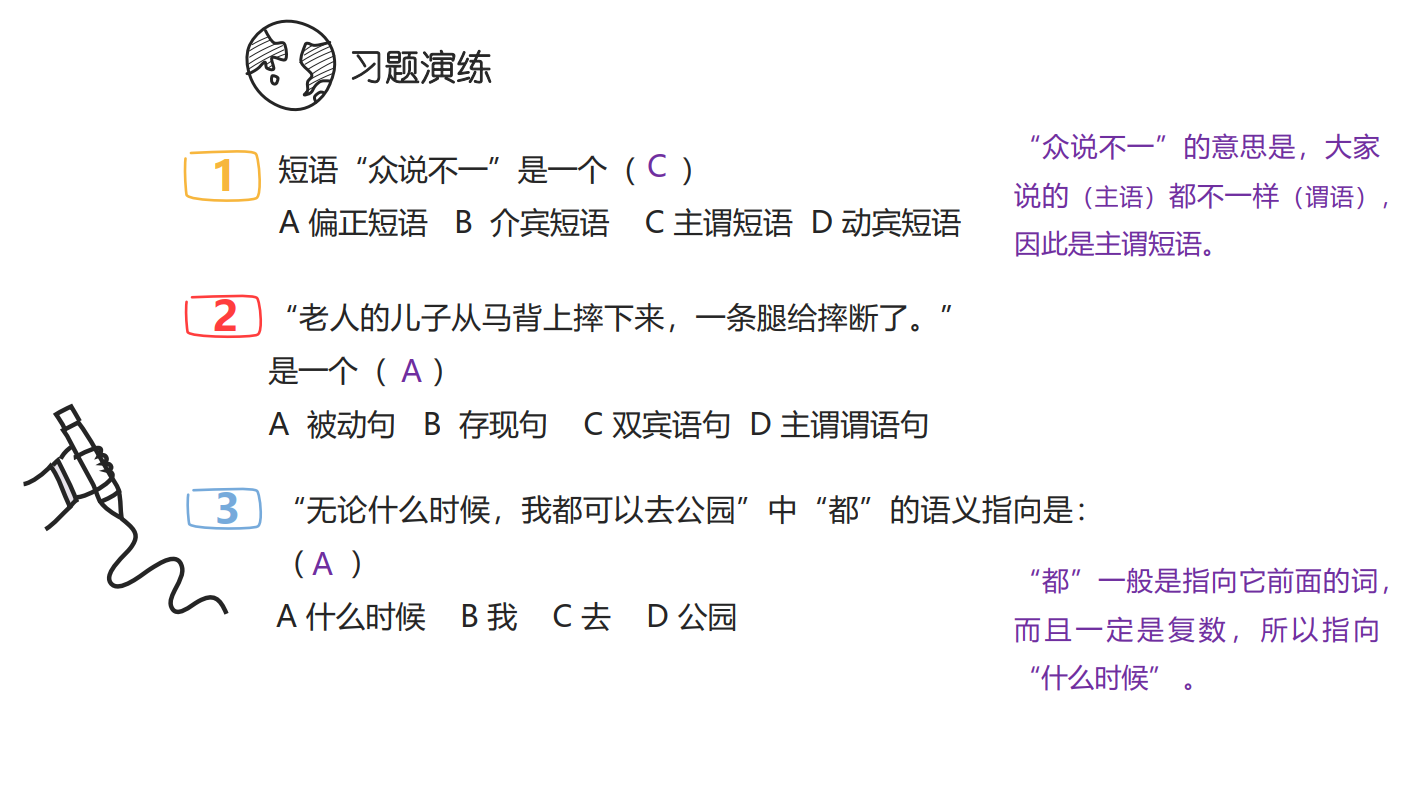 习题演练
1 短语“众说不一”是一个（ C ）
A 偏正短语 B 介宾短语 C 主谓短语 D 动宾短语
“众说不一”的意思是，大家
说的（主语）都不一样（谓语），
因此是主谓短语。
2 “老人的儿子从马背上摔下来，一条腿给摔断了。”
是一个（ A ）
A 被动句 B 存现句 C 双宾语句 D 主谓谓语句
3 “无论什么时候，我都可以去公园”中“都”的语义指向是：
（ A ）
A 什么时候 B 我 C 去 D 公园
“都”一般是指向它前面的词，
而且一定是复数，所以指向
“什么时候”。